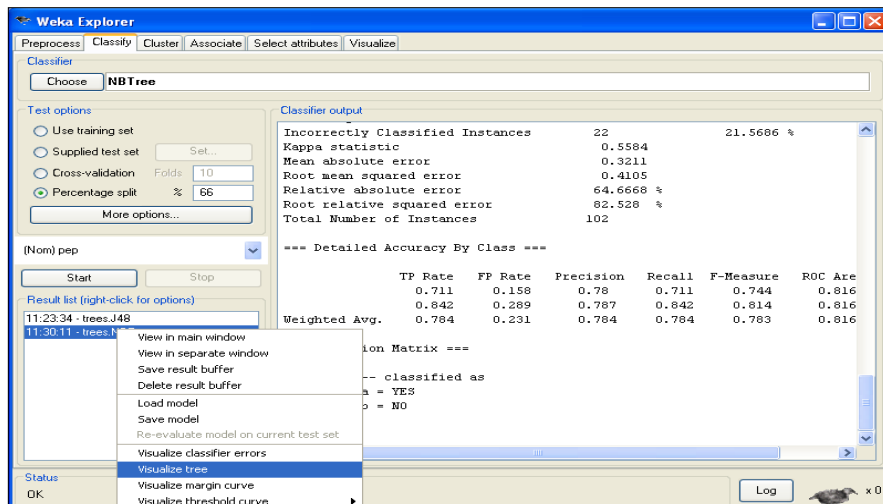 Weka Explorer
Preprocess Classify Cluster Associate Select attributes Visualize
Classifier
Choose NBTree
Test options
Use training set
Supplied test set Set...
Cross-validation Folds 10
Percentage split % 66
More options...
(Nom) pep
Start Stop
Result list (right-click for options)
11:23:34 - trees.J48
11:30:11 - trees.
View in main window
View in separate window
Save result buffer
Delete result buffer
Load model
Save model
Re-evaluate model on current test set
Visualize classifier errors
Visualize tree
Visualize margin curve
Visualize threshold curve
Classifier output
Incorrectly Classified Instances 22 21.5686 %
Kappa statistic 0.5584
Mean absolute error 0.3211
Root mean squared error 0.4105
Relative absolute error 64.6668 %
Root relative squared error 82.528 %
Total Number of Instances 102
=== Detailed Accuracy By Class ===
TP Rate FP Rate Precision Recall F-Measure ROC Are
0.711 0.158 0.78 0.711 0.744 0.816
0.842 0.289 0.787 0.842 0.814 0.816
Weighted Avg. 0.784 0.231 0.784 0.784 0.783 0.816
ion Matrix ===
-- classified as
a = YES
= NO
Status
OK
Log
x 0